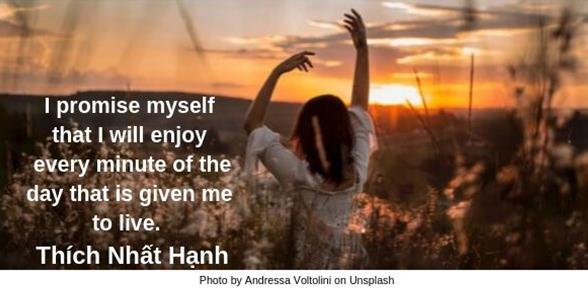 I promise myself
that I will enjoy
every minute of the
day that is given me
to live.
Thích Nhất Hạnh
Photo by Andressa Voltolini on Unsplash